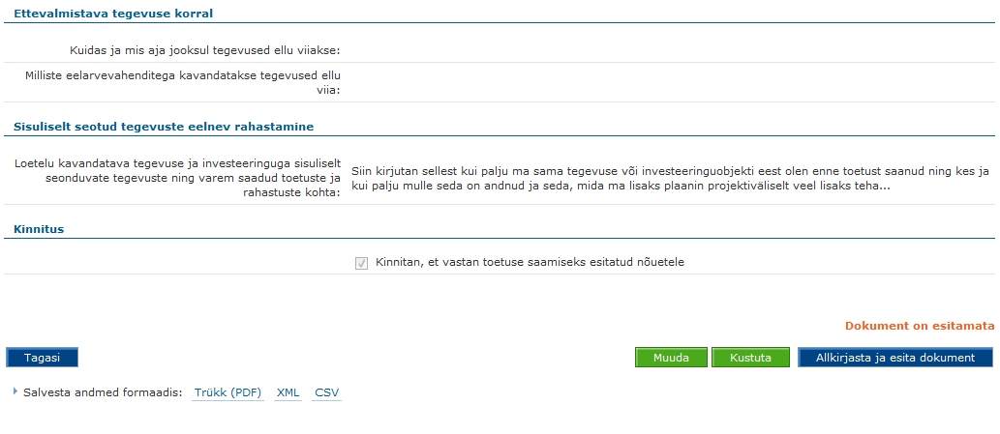 Ettevalmistava tegevuse korral
Kuidas ja mis aja jooksul tegevused ellu viiakse:
Milliste eelarvevahenditega kavandatakse tegevused ellu
viia:
Sisuliselt seotud tegevuste eelnev rahastamine
Loetelu kavandatava tegevuse ja investeeringuga sisuliselt
seonduvate tegevuste ning varem saadud toetuste ja
rahastuste kohta:
Siin kirjutan sellest kui palju ma sama tegevuse või investeeringuobjekti eest olen enne toetust saanud ning kes ja
kui palju mulle seda on andnud ja seda, mida ma lisaks plaanin projektiväliselt veel lisaks teha...
Kinnitus
Kinnitan, et vastan toetuse saamiseks esitatud nõuetele
Dokument on esitamata
Tagasi Muuda Kustuta Allkirjasta ja esita dokument
Salvesta andmed formaadis: Trükk (PDF) XML CSV